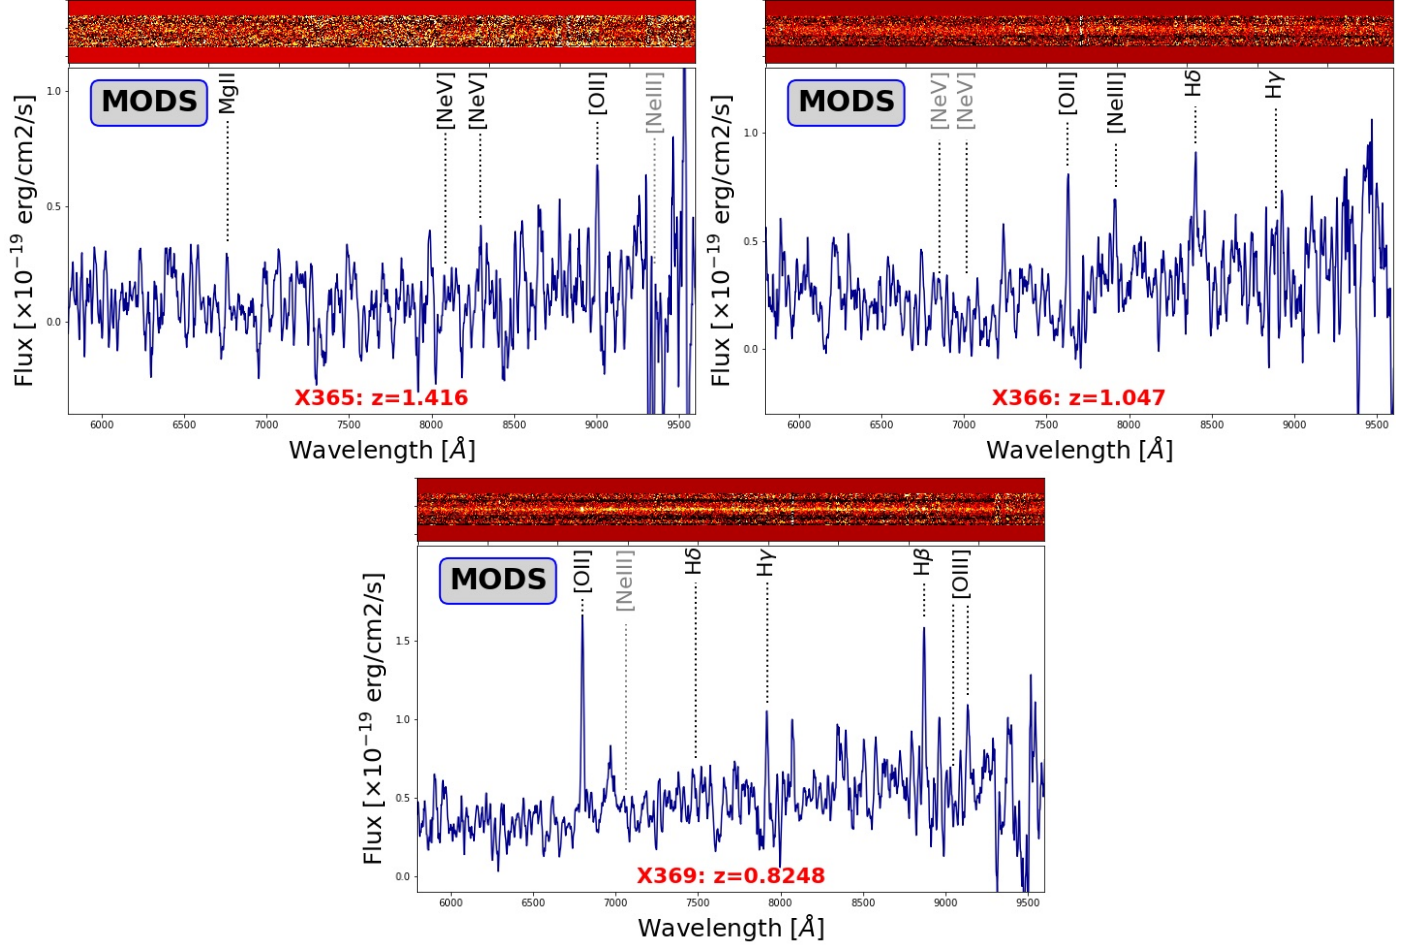 MODS
MgII
[NeV]
[NeV]
[OII]
[NeIII]
1.0
0.5
0.0
Flux [×10⁻¹⁹ erg/cm2/s]
X365: z=1.416
6000 6500 7000 7500 8000 8500 9000 9500
Wavelength [Å]
MODS
[NeV]
[NeV]
[OII]
[NeIII]
Hδ
Hγ
1.0
0.5
0.0
Flux [×10⁻¹⁹ erg/cm2/s]
X366: z=1.047
6000 6500 7000 7500 8000 8500 9000 9500
Wavelength [Å]
MODS
[OII]
[NeIII]
Hδ
Hγ
Hβ
[OIII]
1.5
1.0
0.5
0.0
Flux [×10⁻¹⁹ erg/cm2/s]
X369: z=0.8248
6000 6500 7000 7500 8000 8500 9000 9500
Wavelength [Å]